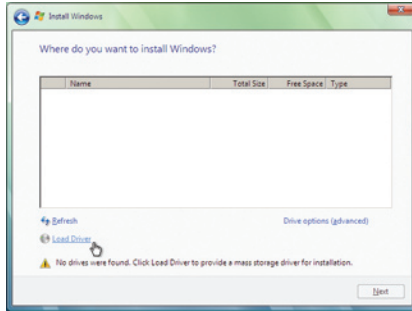 Install Windows
Where do you want to install Windows?
Name Total Size Free Space Type
Refresh
Load Driver
Drive options (advanced)
No drives were found. Click Load Driver to provide a mass storage driver for installation.
Next